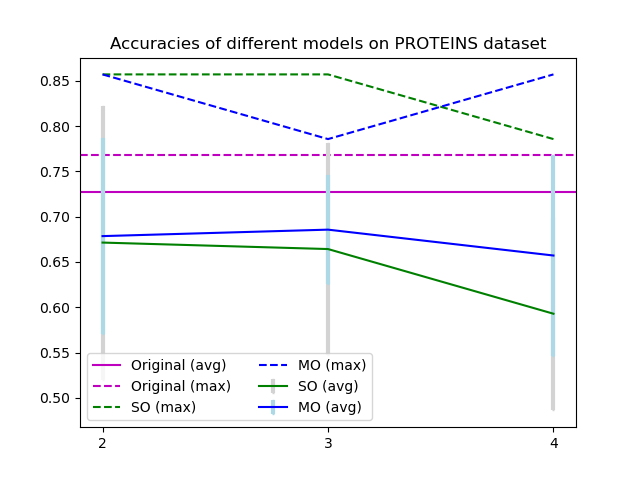 Accuracies of different models on PROTEINS dataset
0.85
0.80
0.75
0.70
0.65
0.60
0.55
0.50
Original (avg)
Original (max)
SO (max)
MO (max)
SO (avg)
MO (avg)
2
3
4